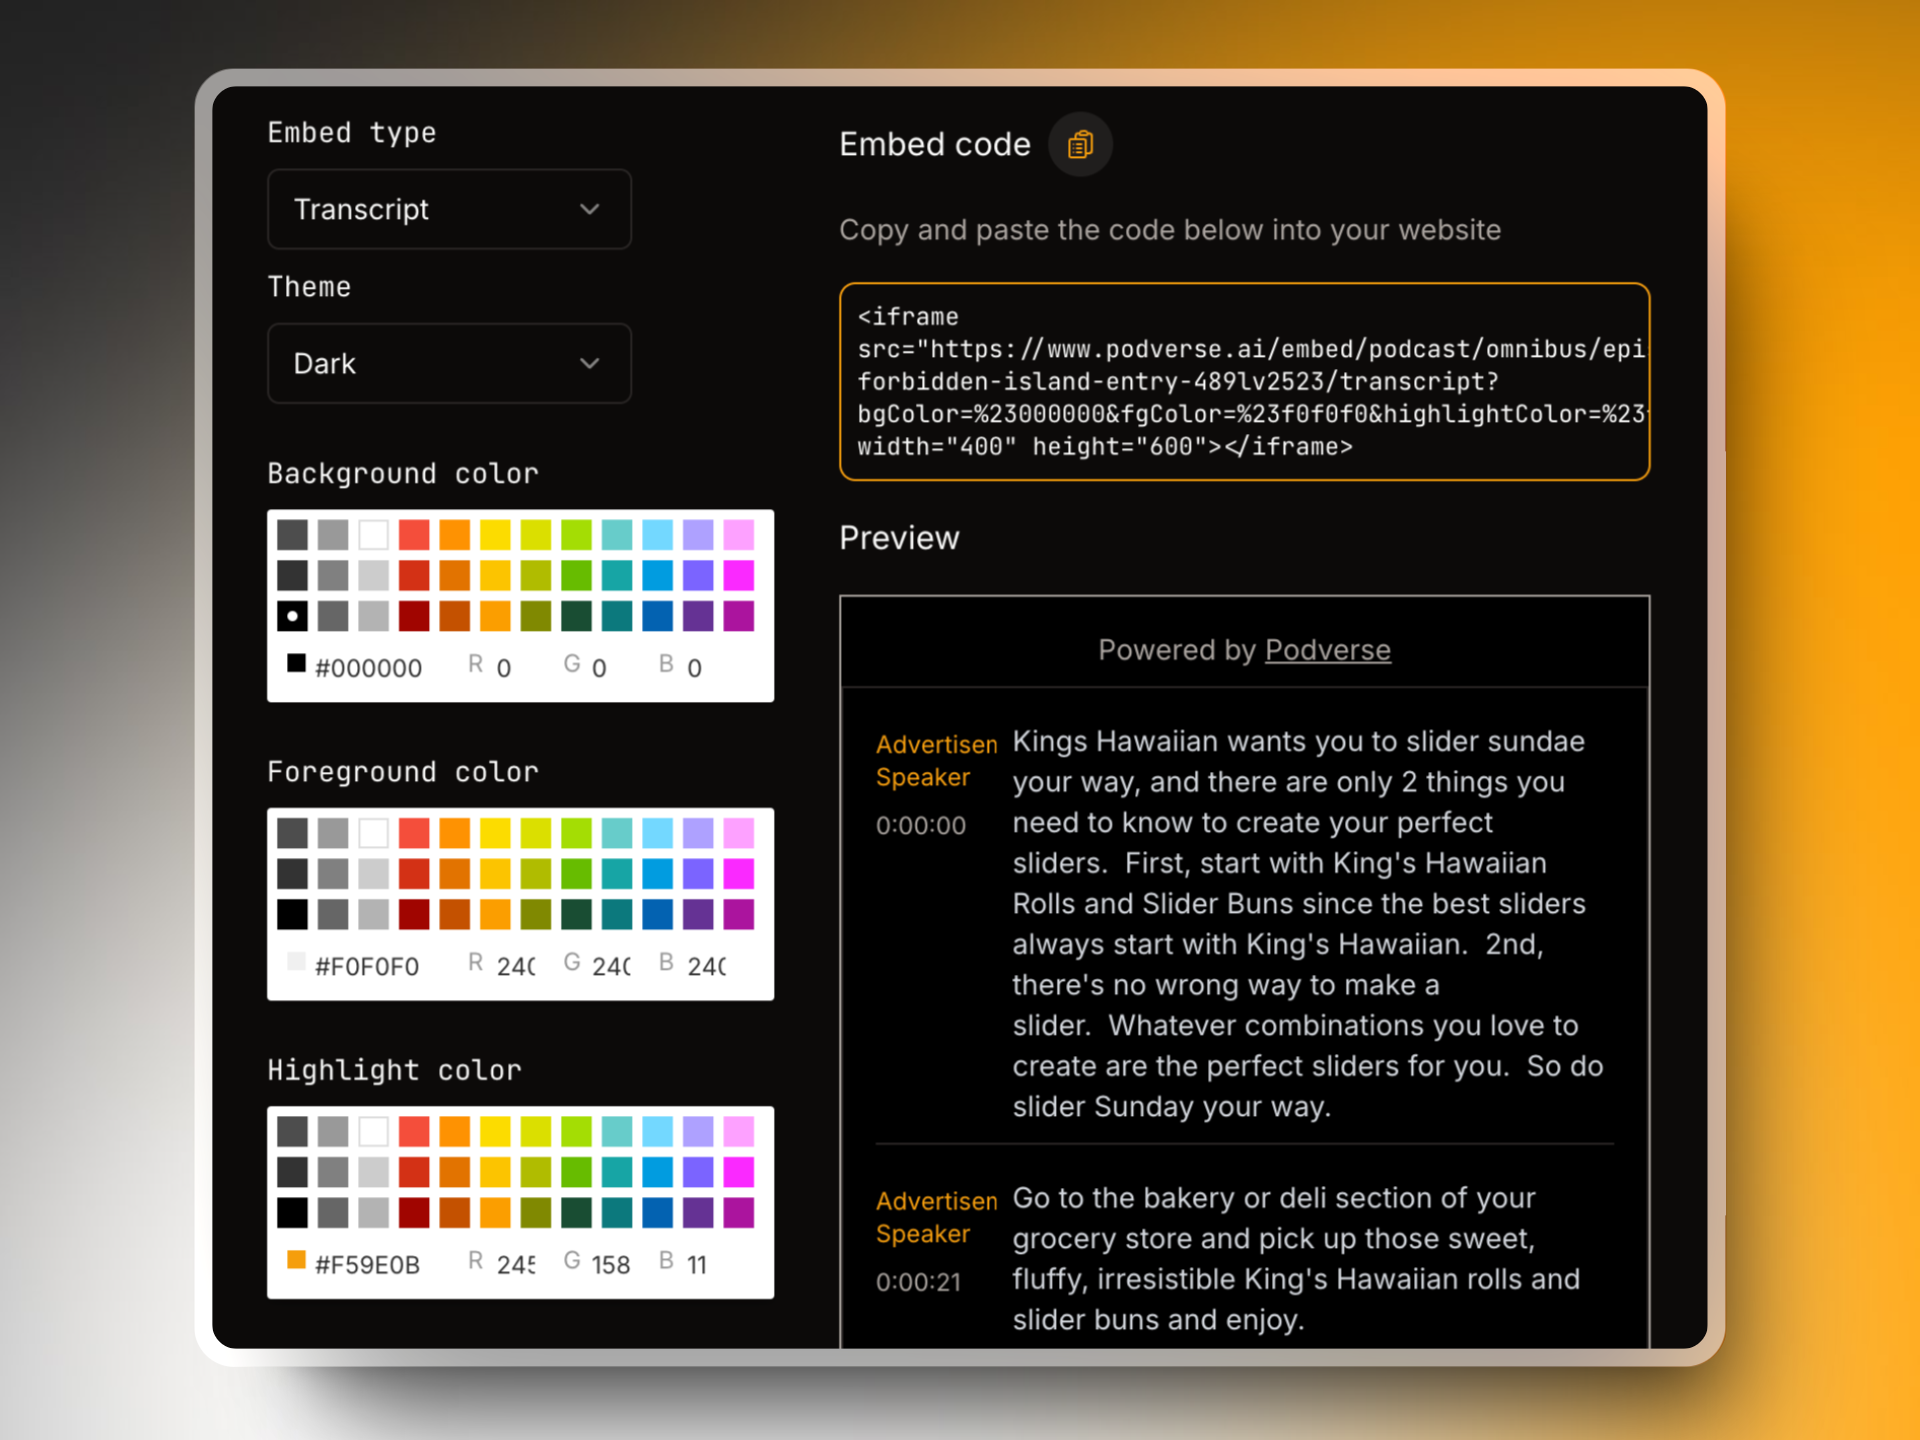 Embed type
Transcript
Theme
Dark
Background color
#000000 R 0 G 0 B 0
Foreground color
#F0F0F0 R 240 G 240 B 240
Highlight color
#F59E0B R 245 G 158 B 11
Embed code
Copy and paste the code below into your website
<iframe
src="https://www.podverse.ai/embed/podcast/omnibus/epi
forbidden-island-entry-489lv2523/transcript?
bgColor=%23000000&fgColor=%23f0f0f0&highlightColor=%23
width="400" height="600"></iframe>
Preview
Powered by Podverse
Advertisen
Speaker
0:00:00
Kings Hawaiian wants you to slider sundae
your way, and there are only 2 things you
need to know to create your perfect
sliders. First, start with King's Hawaiian
Rolls and Slider Buns since the best sliders
always start with King's Hawaiian. 2nd,
there's no wrong way to make a
slider. Whatever combinations you love to
create are the perfect sliders for you. So do
slider Sunday your way.
Advertisen
Speaker
0:00:21
Go to the bakery or deli section of your
grocery store and pick up those sweet,
fluffy, irresistible King's Hawaiian rolls and
slider buns and enjoy.